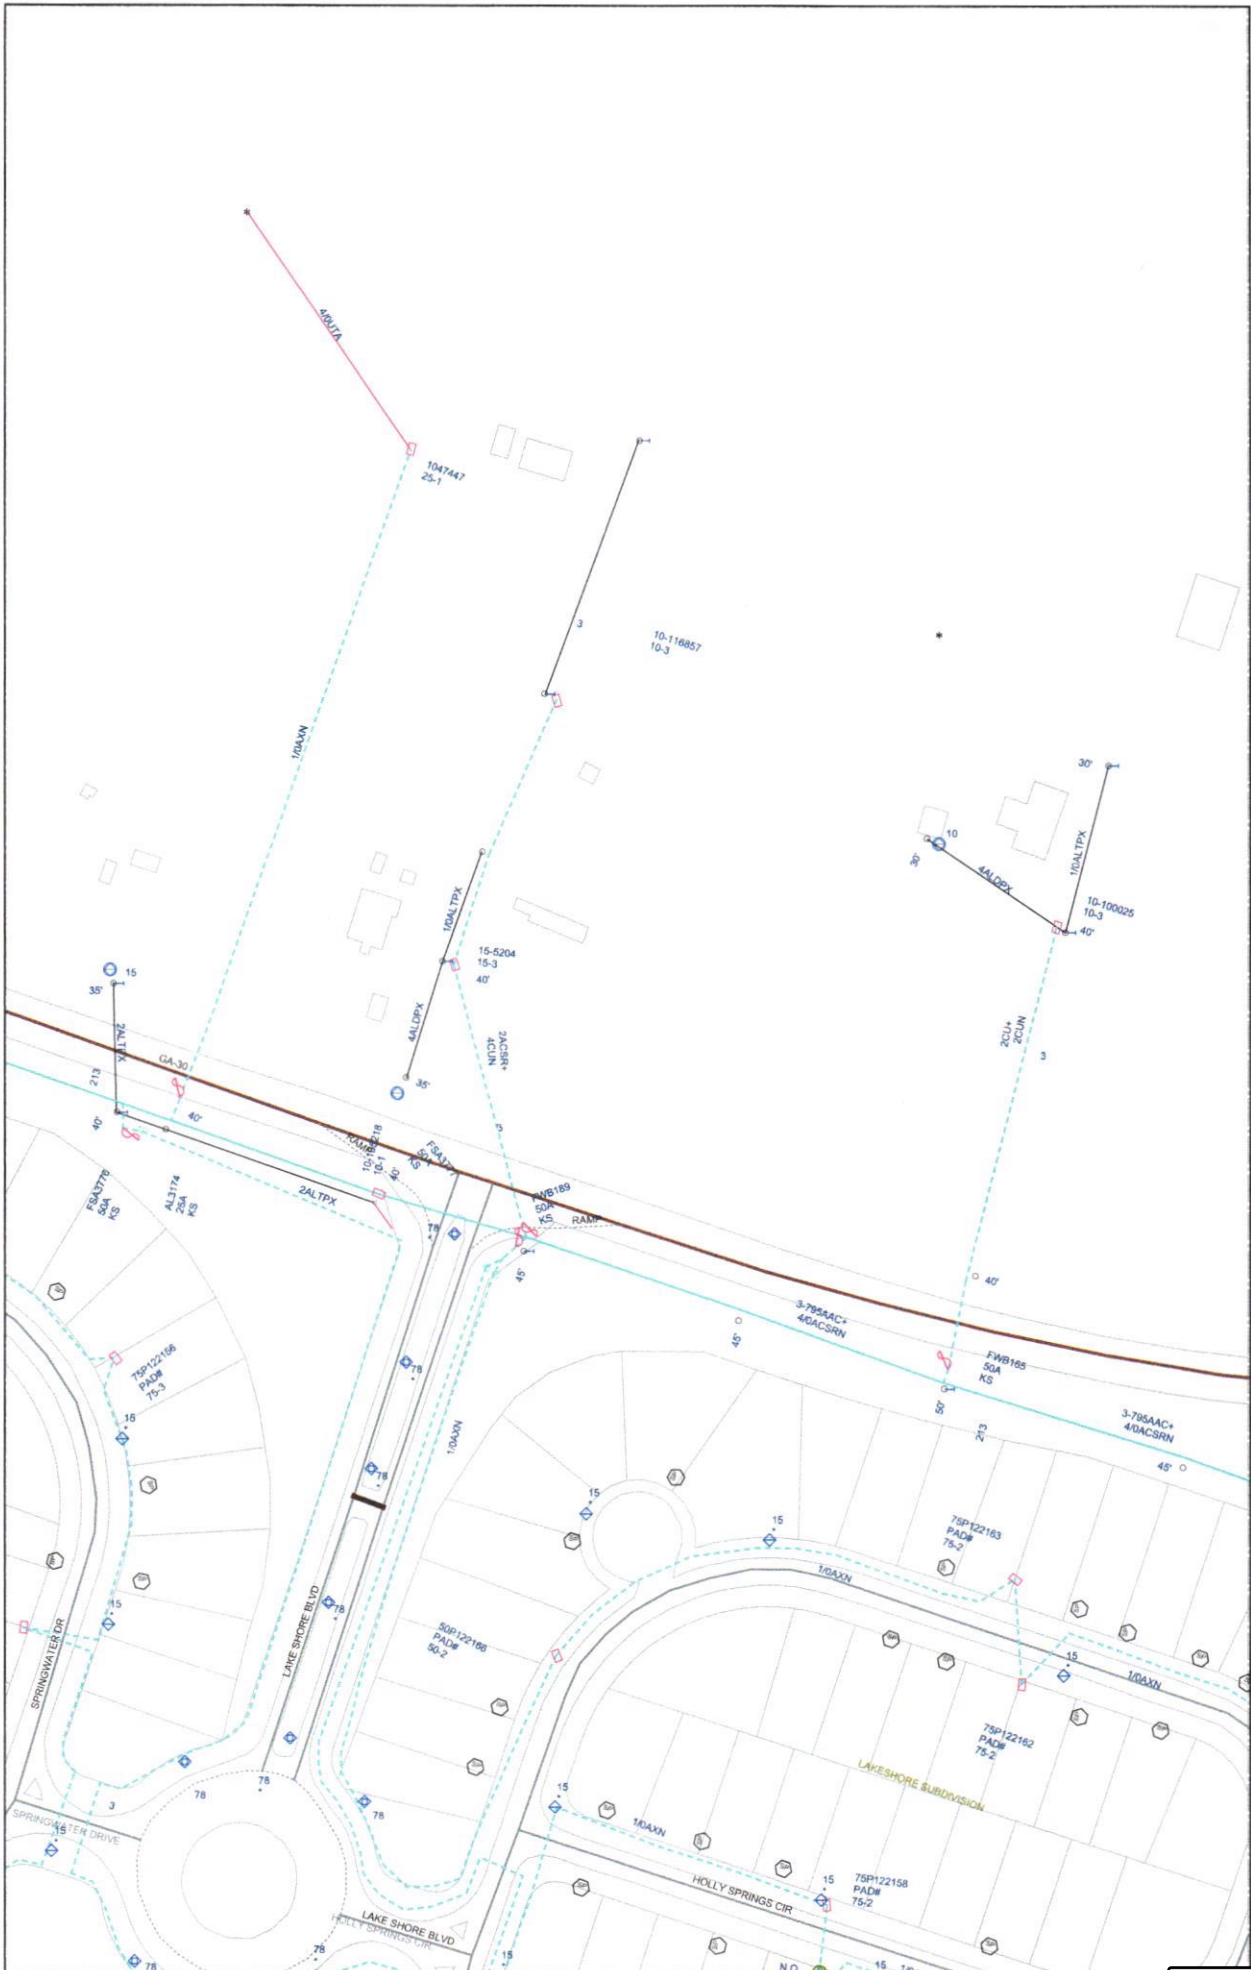 4/0UTA
1047447
25-1
3
10-116857
10-3
1/0AXN
30'
10
30'
4ALDPX
1/0ALTPX
10-100025
10-3
40'
1/0ALTPX
15-5204
15-3
40'
15
35'
2ALTPX
213
GA-30
4ALDPX
35'
2ACSR+
4CUN
2CU+
2CUN
3
40'
40'
RAMP
10-1
40'
50A
KS
FSA3776
50A
KS
AL3174
25A
KS
2ALTPX
78
FWB189
50A
KS
RAMP
45'
40'
3-795AAC+
4/0ACSRN
45'
FWB165
50A
KS
50'
213
3-795AAC+
4/0ACSRN
45'
75P122156
PAD#
75-3
15
78
78
1/0AXN
15
15
75P122163
PAD#
75-2
1/0AXN
15
SPRINGWATER DR
LAKE SHORE BLVD
78
50P122166
PAD#
50-2
15
1/0AXN
75P122162
PAD#
75-2
LAKESHORE SUBDIVISION
3
78
78
78
SPRINGWATER DRIVE
15
15
1/0AXN
15
75P122158
PAD#
75-2
HOLLY SPRINGS CIR
LAKE SHORE BLVD
HOLLY SPRINGS CIR
78
78
15
N.O.
15